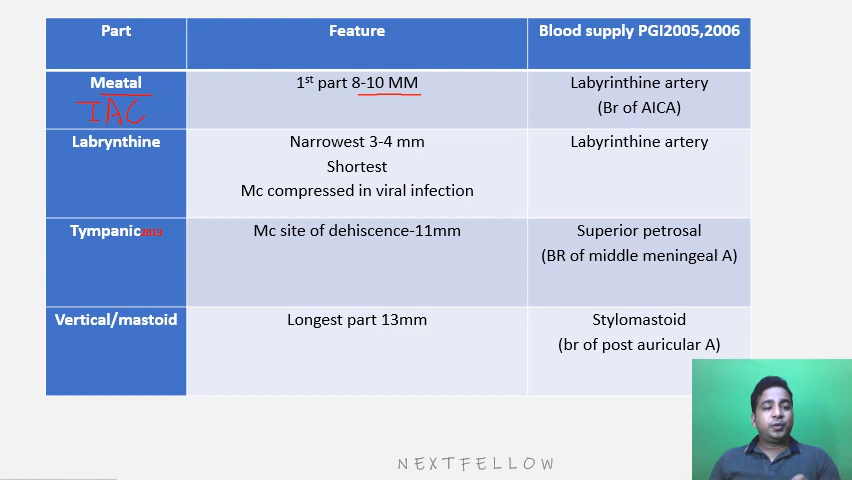 Part Feature Blood supply PGI2005,2006
Meatal 1st part 8-10 MM Labyrinthine artery
IAC (Br of AICA)
Labrynthine Narrowest 3-4 mm Labyrinthine artery
Shortest
Mc compressed in viral infection
Tympanic2013 Mc site of dehiscence-11mm Superior petrosal
(BR of middle meningeal A)
Vertical/mastoid Longest part 13mm Stylomastoid
(br of post auricular A)
NEXTFELLOW